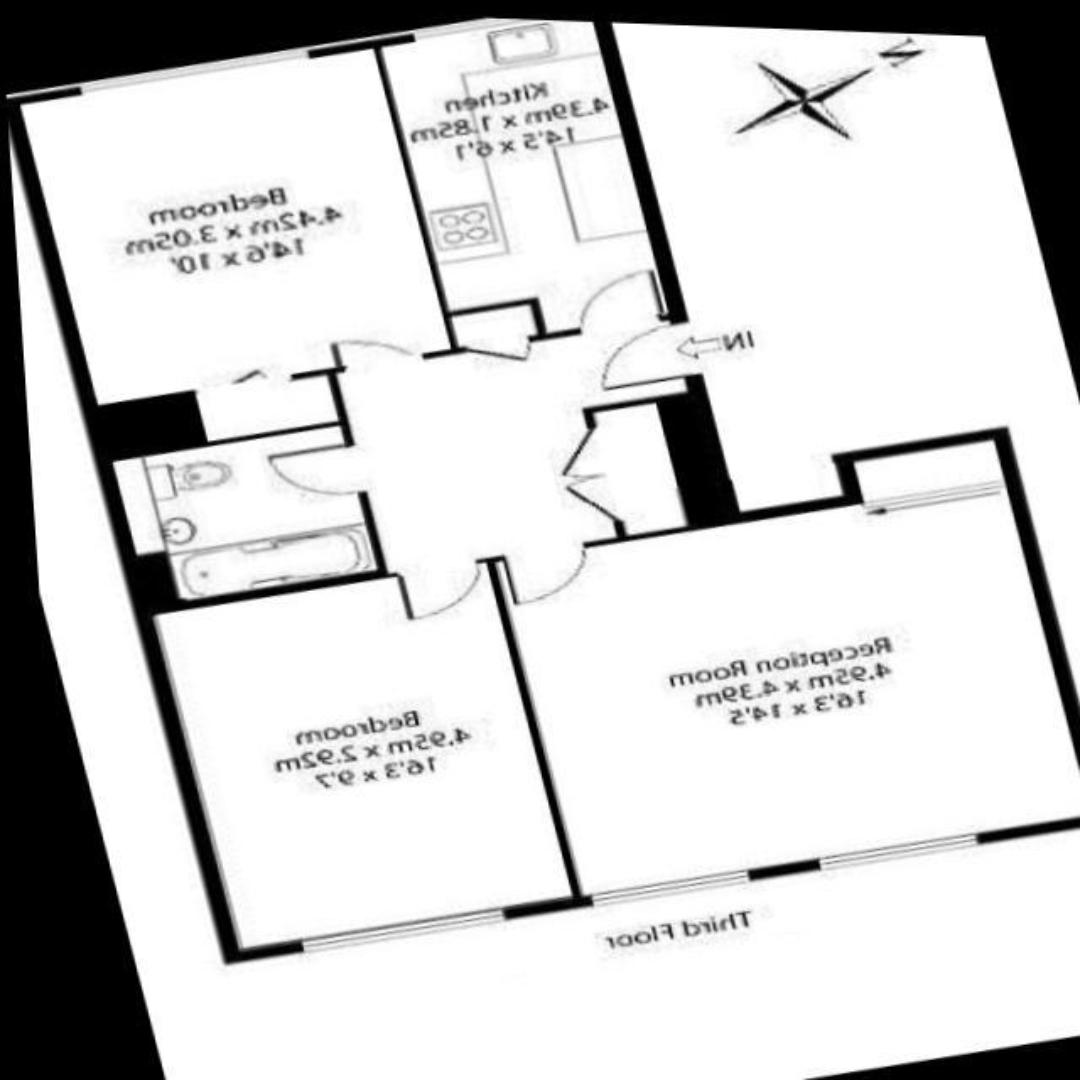 Kitchen
4.39m x 1.85m
14'5 x 6'1
N
Bedroom
4.42m x 3.05m
14'6 x 10'
IN
Reception Room
4.95m x 4.39m
16'3 x 14'5
Bedroom
4.95m x 2.92m
16'3 x 9'7
Third Floor